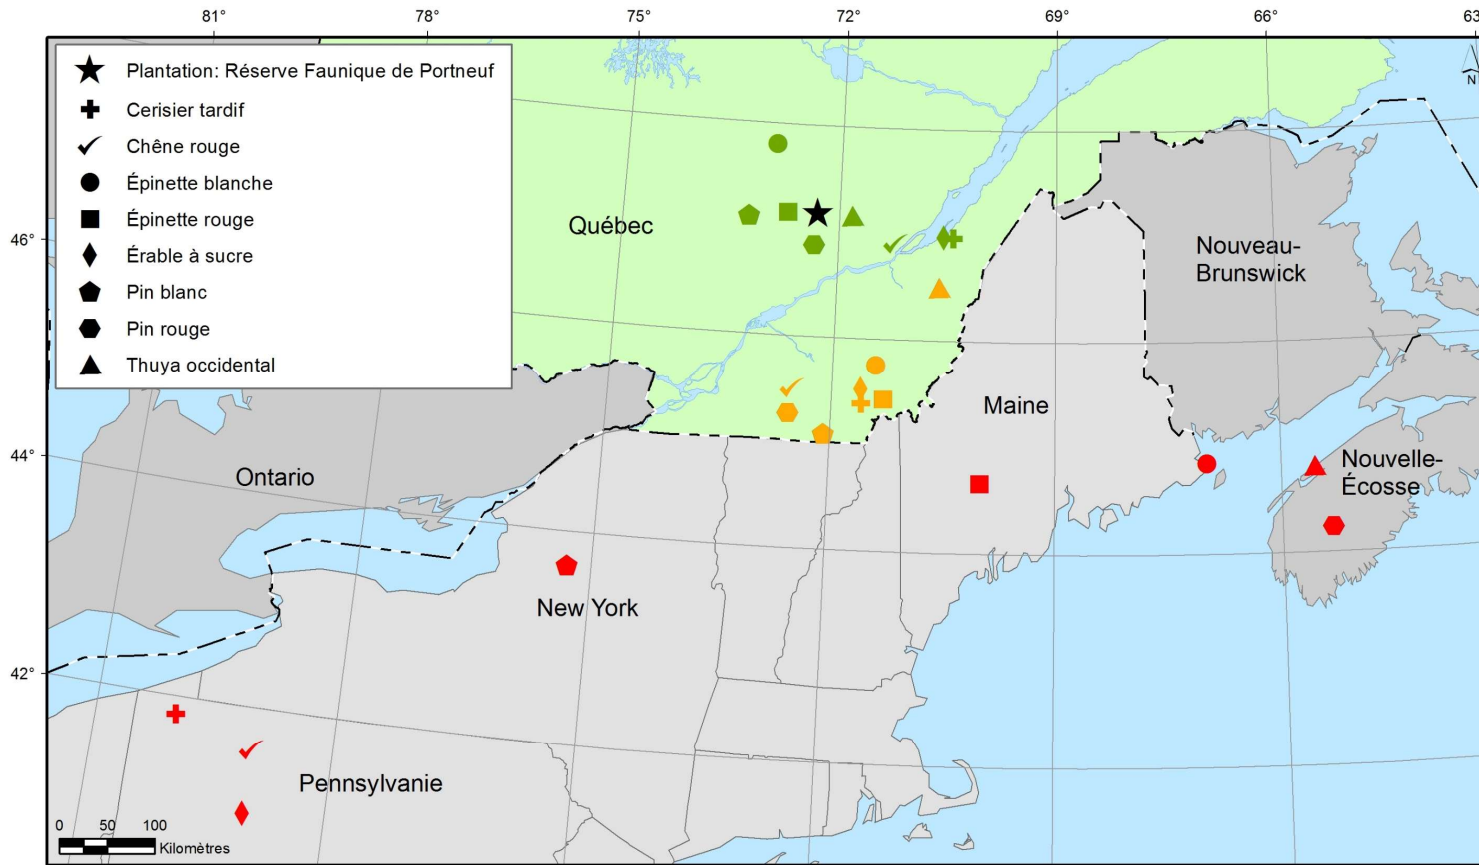 81° 78° 75° 72° 69° 66° 63
Plantation: Réserve Faunique de Portneuf
Cerisier tardif
Chêne rouge
Épinette blanche
Épinette rouge
Érable à sucre
Pin blanc
Pin rouge
Thuya occidental
N
46°
44°
42°
Québec
Nouveau-
Brunswick
Maine
Ontario
Nouvelle-
Écosse
New York
Pennsylvanie
0 50 100
Kilomètres